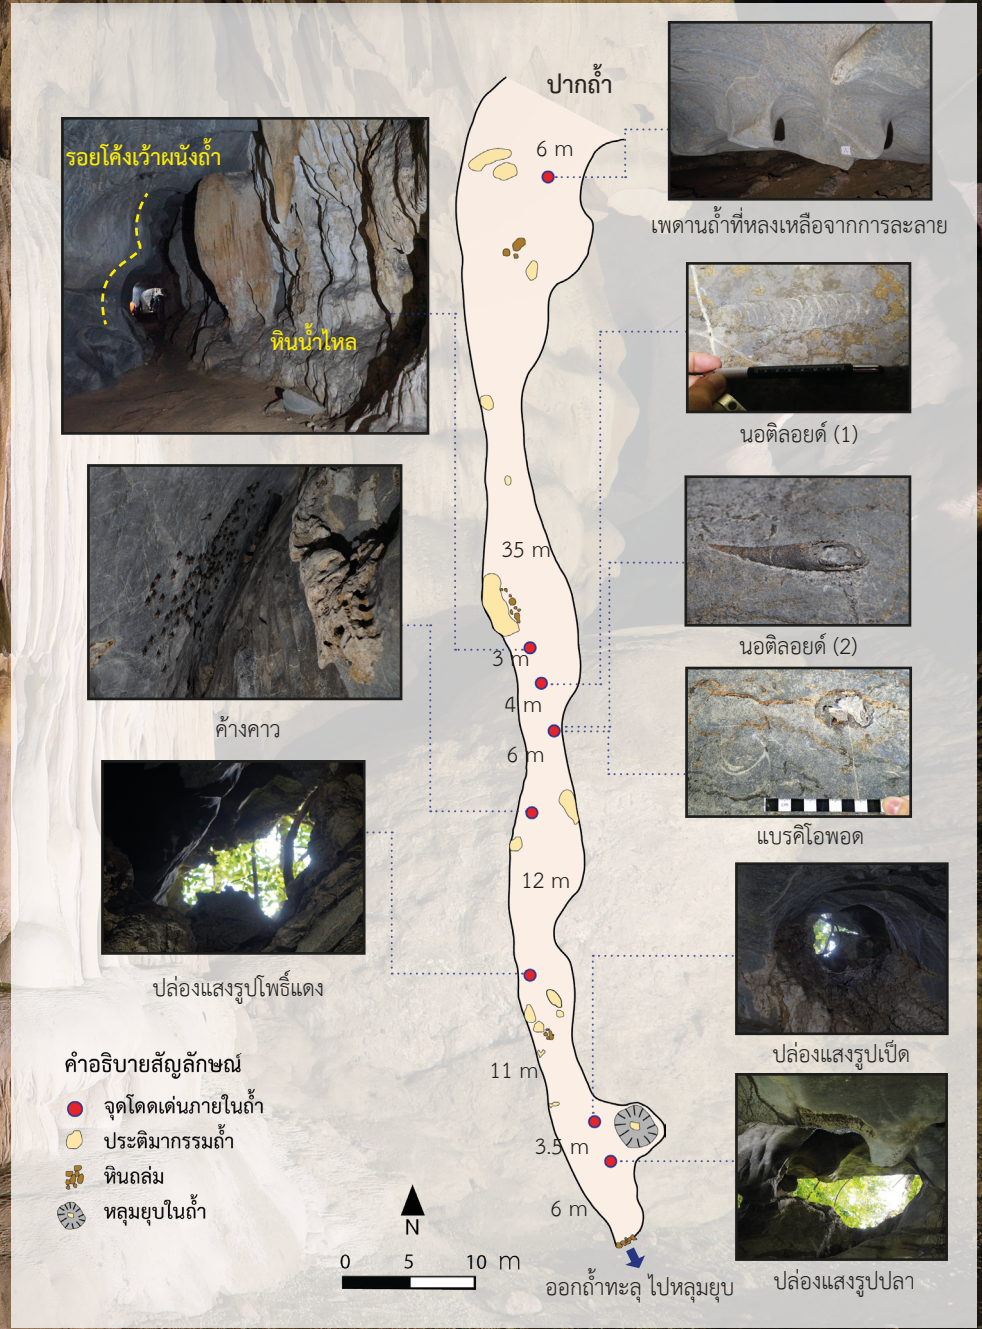 ปากถ้ำ
6 m
เพดานถ้ำที่หลงเหลือจากการละลาย
รอยโค้งเว้าผนังถ้ำ
หินน้ำไหล
นอติลอยด์ (1)
35 m
นอติลอยด์ (2)
3 m
4 m
6 m
ค้างคาว
แบรคิโอพอด
12 m
ปล่องแสงรูปโพธิ์แดง
ปล่องแสงรูปเป็ด
11 m
3.5 m
6 m
ปล่องแสงรูปปลา
ออกถ้ำทะลุ ไปหลุมยุบ
คำอธิบายสัญลักษณ์
จุดโดดเด่นภายในถ้ำ
ประติมากรรมถ้ำ
หินถล่ม
หลุมยุบในถ้ำ
N
0 5 10 m